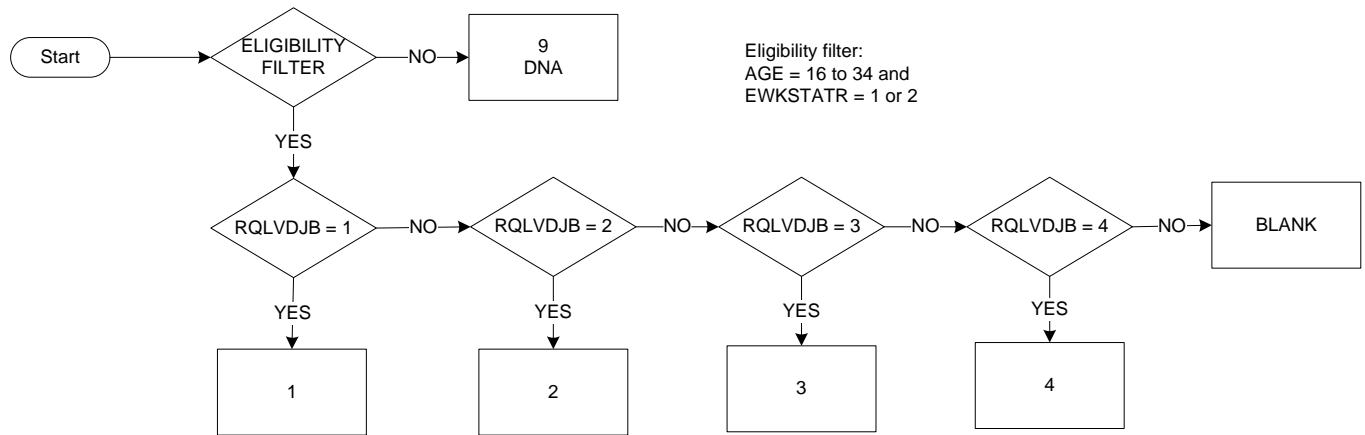 Start
ELIGIBILITY
FILTER
NO
9
DNA
Eligibility filter:
AGE = 16 to 34 and
EWKSTATR = 1 or 2
YES
RQLVDJB = 1
NO
RQLVDJB = 2
NO
RQLVDJB = 3
NO
RQLVDJB = 4
NO
BLANK
YES
YES
YES
YES
1
2
3
4